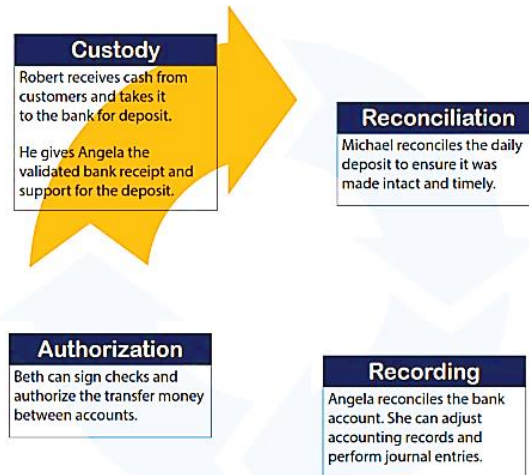 Custody
Robert receives cash from
customers and takes it
to the bank for deposit.
He gives Angela the
validated bank receipt and
support for the deposit.
Reconciliation
Michael reconciles the daily
deposit to ensure it was
made intact and timely.
Authorization
Beth can sign checks and
authorize the transfer money
between accounts.
Recording
Angela reconciles the bank
account. She can adjust
accounting records and
perform journal entries.